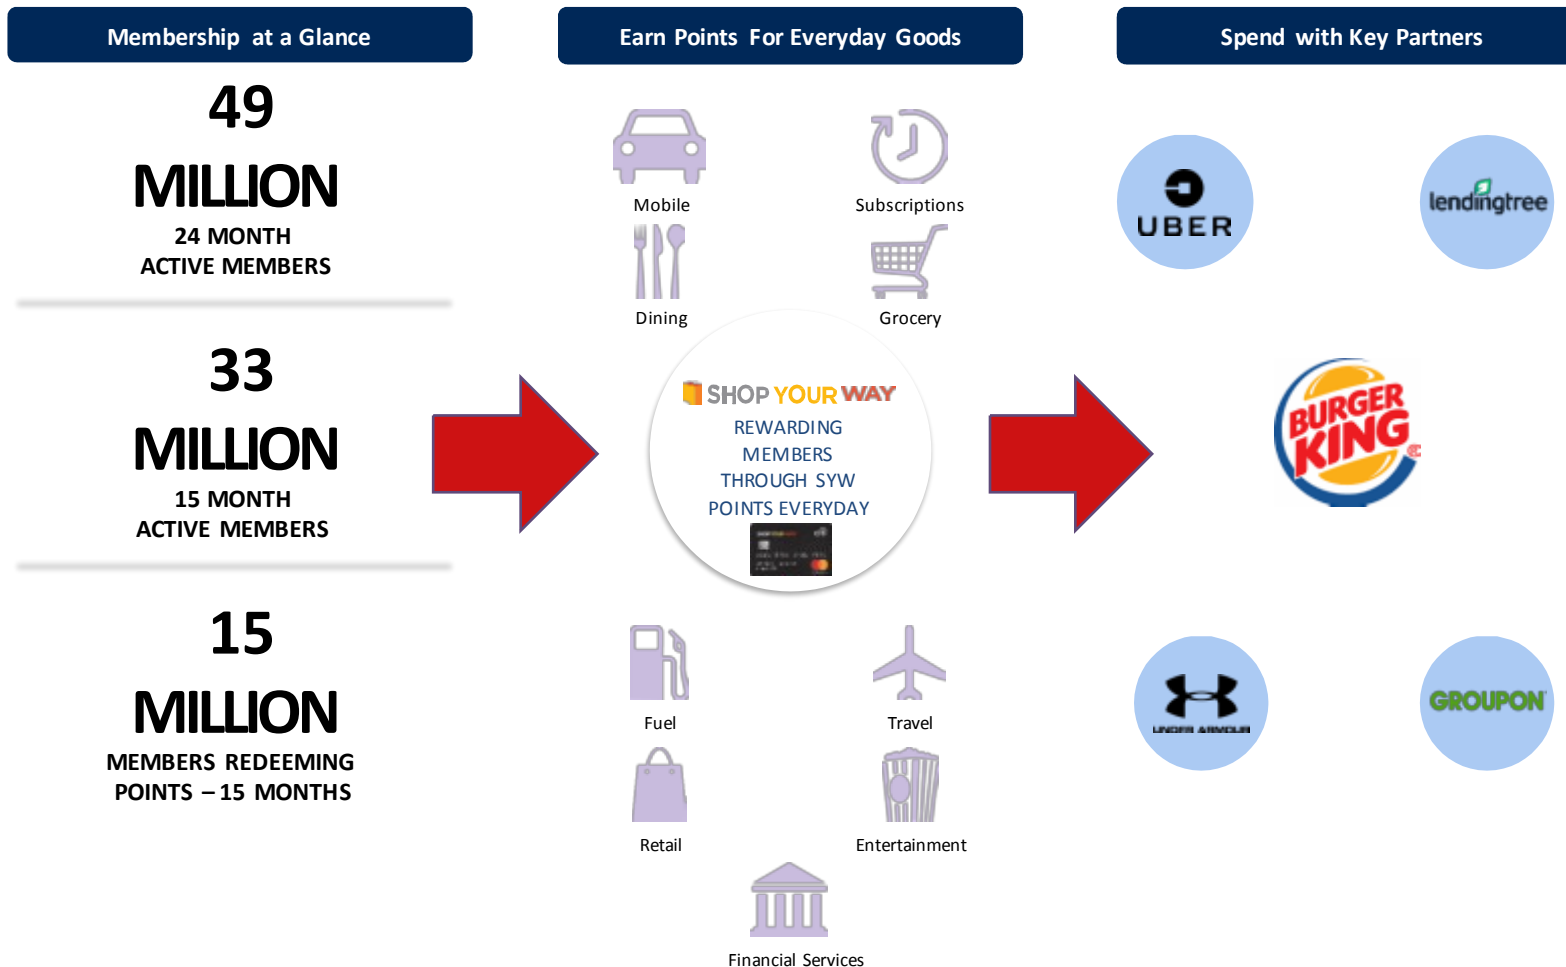 Membership at a Glance
49
MILLION
24 MONTH
ACTIVE MEMBERS
33
MILLION
15 MONTH
ACTIVE MEMBERS
15
MILLION
MEMBERS REDEEMING
POINTS – 15 MONTHS
Earn Points For Everyday Goods
Mobile
Subscriptions
Dining
Grocery
SHOP YOUR WAY
REWARDING
MEMBERS
THROUGH SYW
POINTS EVERYDAY
Fuel
Travel
Retail
Entertainment
Financial Services
Spend with Key Partners
UBER
lendingtree
BURGER
KING
UNDER ARMOUR
GROUPON